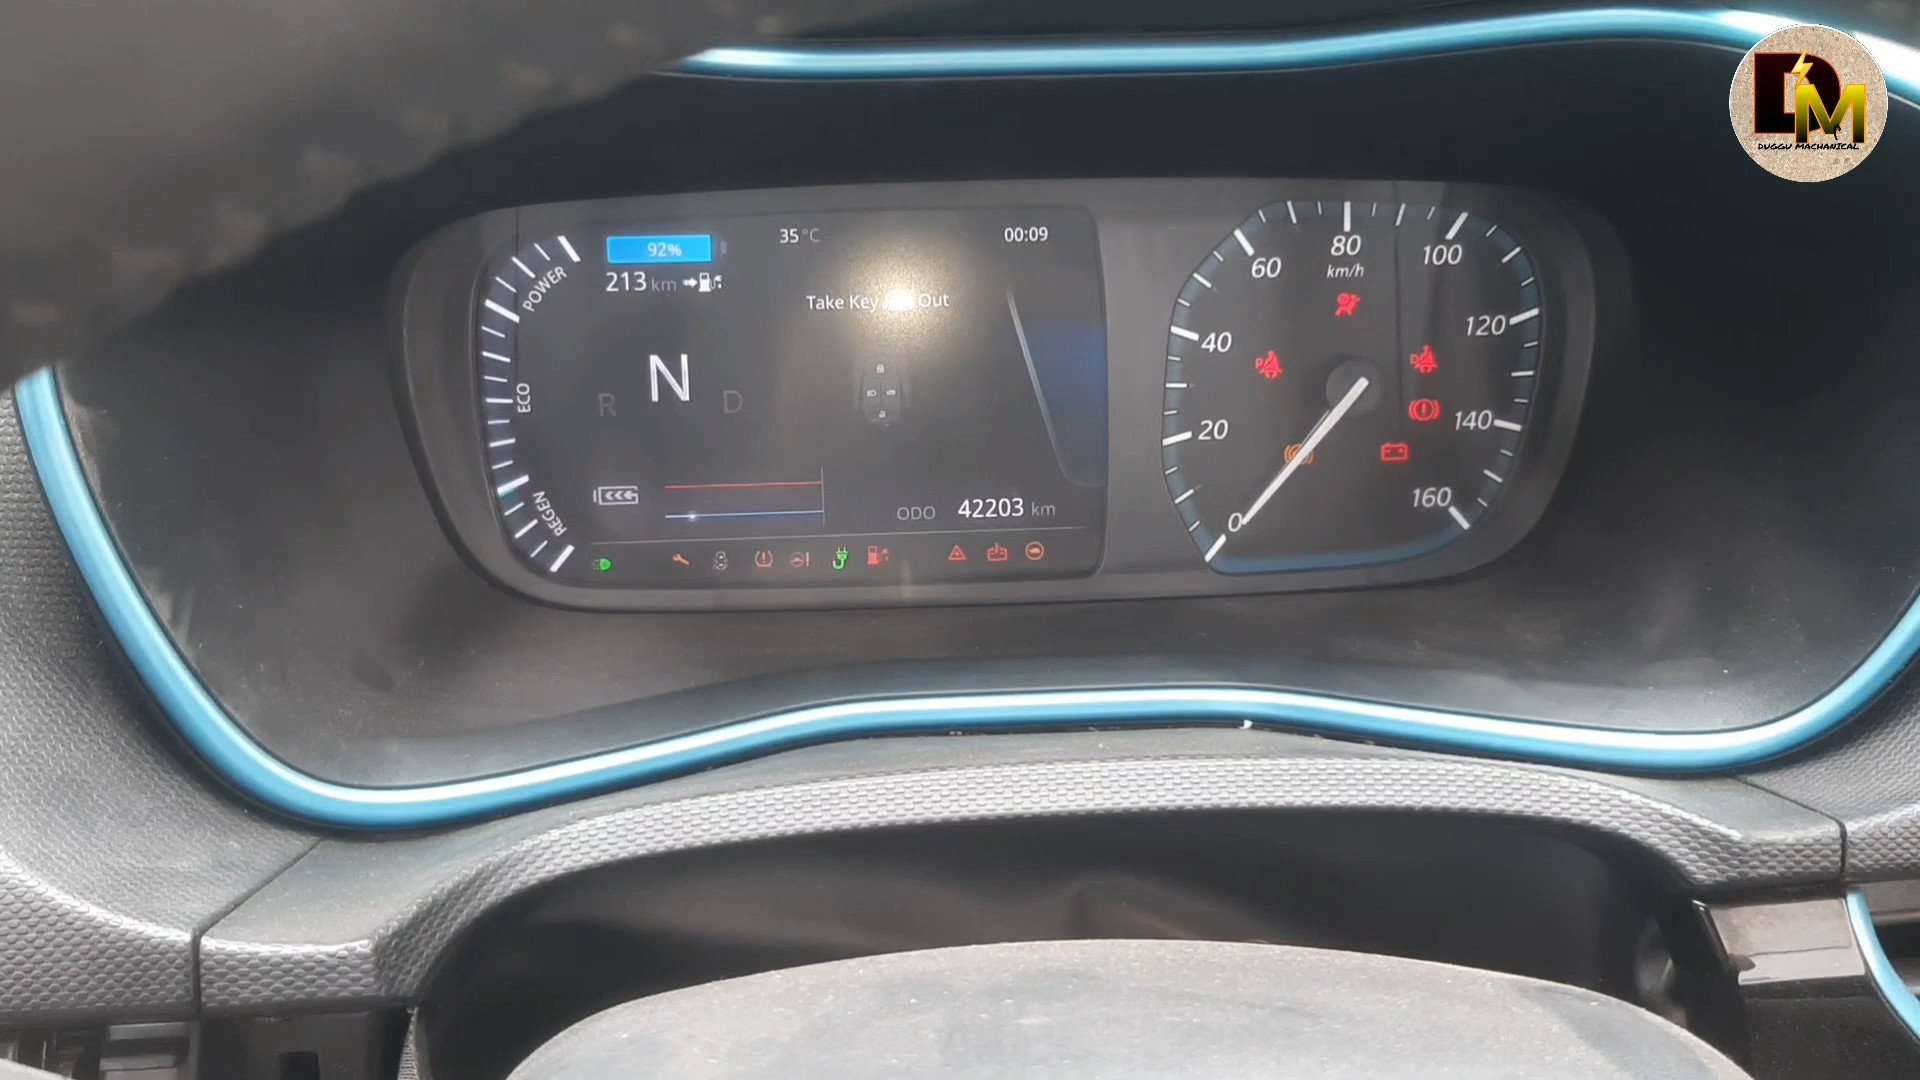 DM
DUGGU MACHANICAL
92%
35°C
00:09
213 km
Take Key Out
POWER
ECO
REGEN
R N D
ODO 42203 km
0
20
40
60
80
100
120
140
160
km/h
P
D